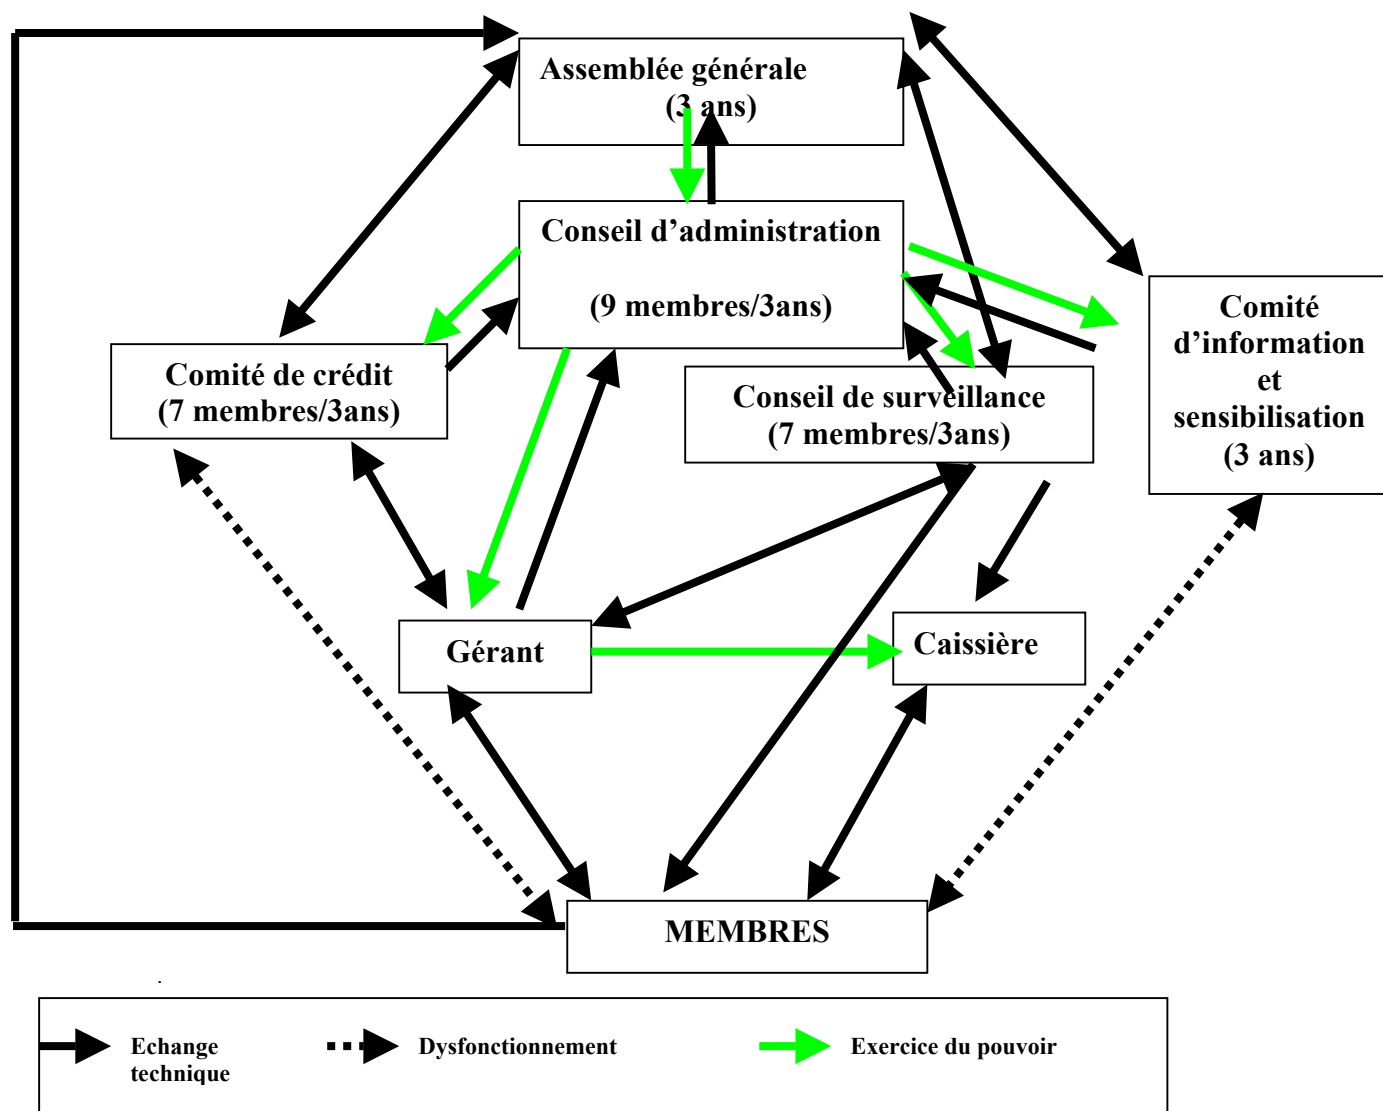 Assemblée générale
(3 ans)
Conseil d’administration
(9 membres/3ans)
Comité
d’information
et
sensibilisation
(3 ans)
Comité de crédit
(7 membres/3ans)
Conseil de surveillance
(7 membres/3ans)
Gérant
Caissière
MEMBRES
Echange
technique
Dysfonctionnement
Exercice du pouvoir